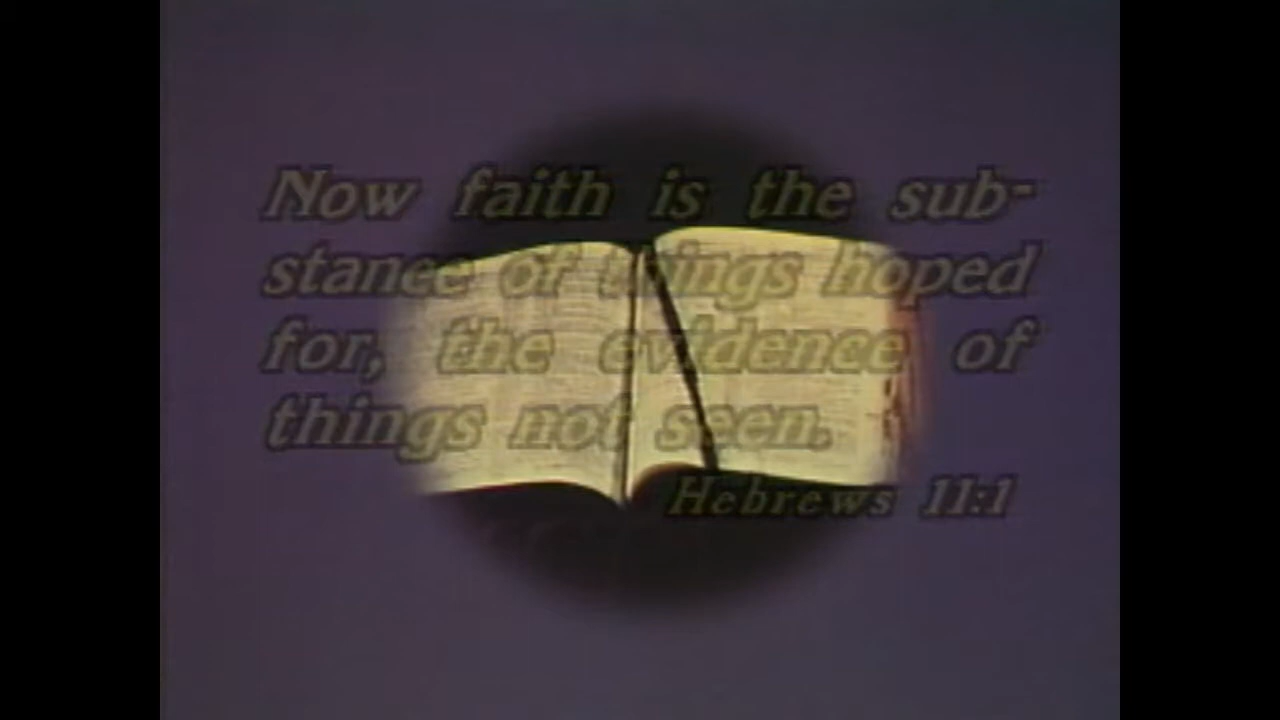 Now faith is the sub-
stance of things hoped
for, the evidence of
things not seen.
Hebrews 11:1